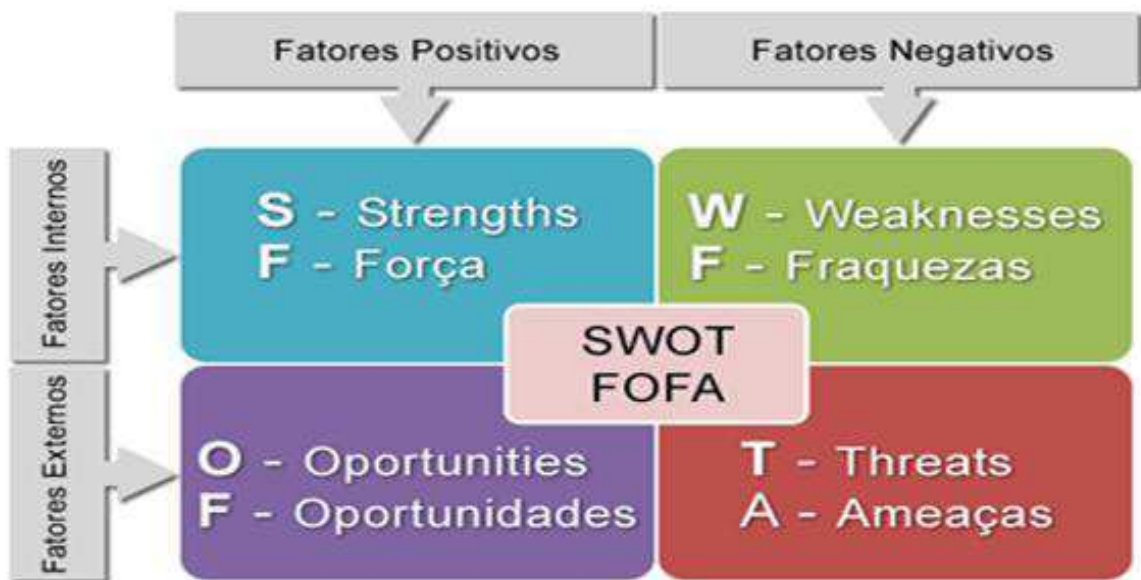 Fatores Positivos
Fatores Negativos
Fatores Internos
S - Strengths
F - Força
W - Weaknesses
F - Fraquezas
SWOT
FOFA
Fatores Externos
O - Oportunities
F - Oportunidades
T - Threats
A - Ameaças